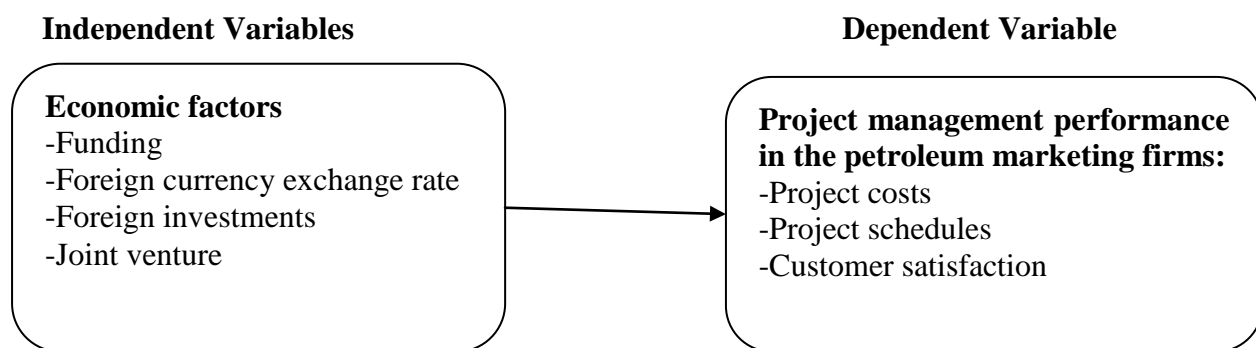 Independent Variables
Dependent Variable
Economic factors
-Funding
-Foreign currency exchange rate
-Foreign investments
-Joint venture
Project management performance
in the petroleum marketing firms:
-Project costs
-Project schedules
-Customer satisfaction